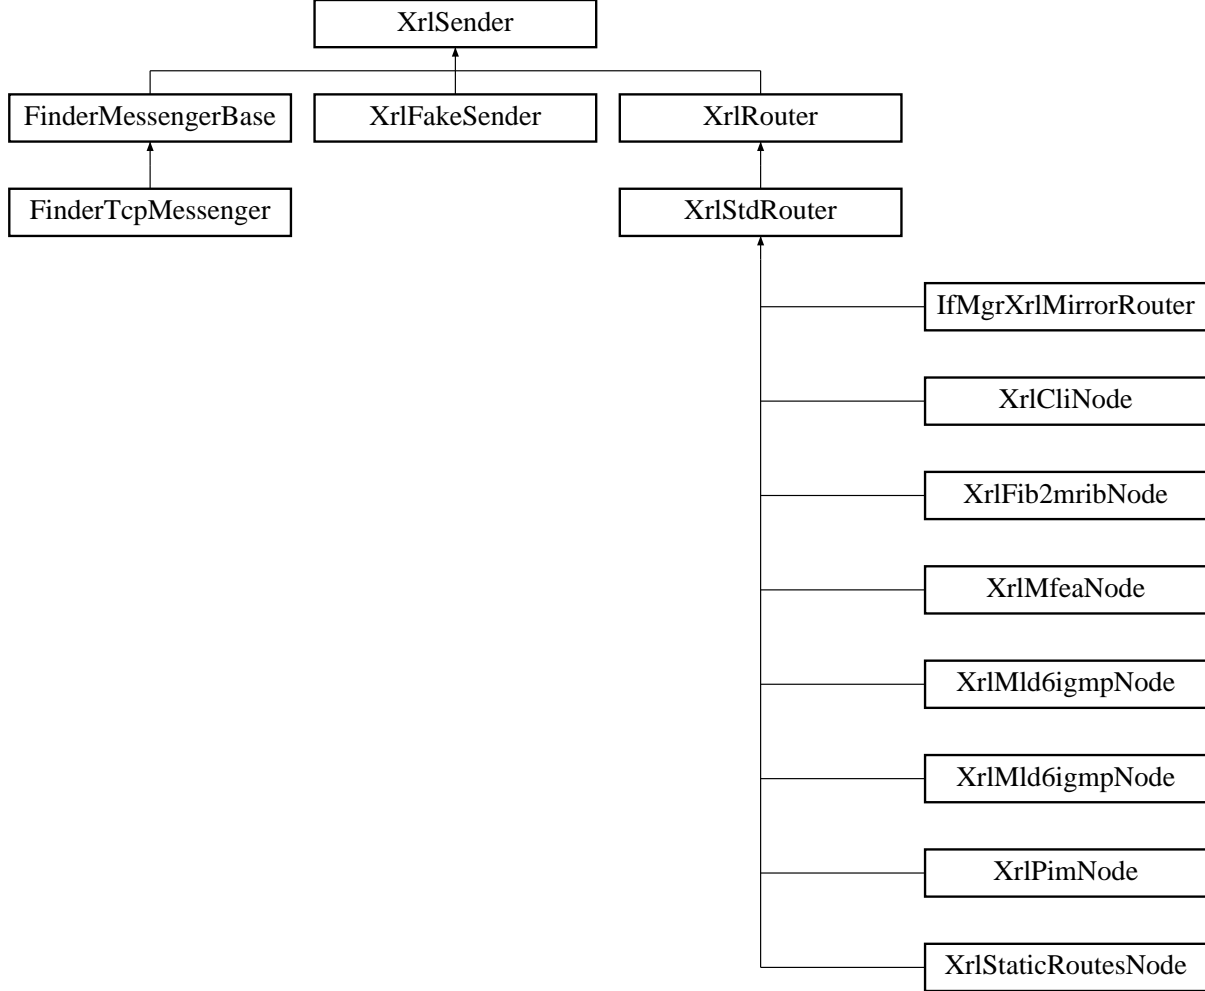 XrlSender
FinderMessengerBase
XrlFakeSender
XrlRouter
FinderTcpMessenger
XrlStdRouter
IfMgrXrlMirrorRouter
XrlCliNode
XrlFib2mribNode
XrlMfeaNode
XrlMld6igmpNode
XrlMld6igmpNode
XrlPimNode
XrlStaticRoutesNode